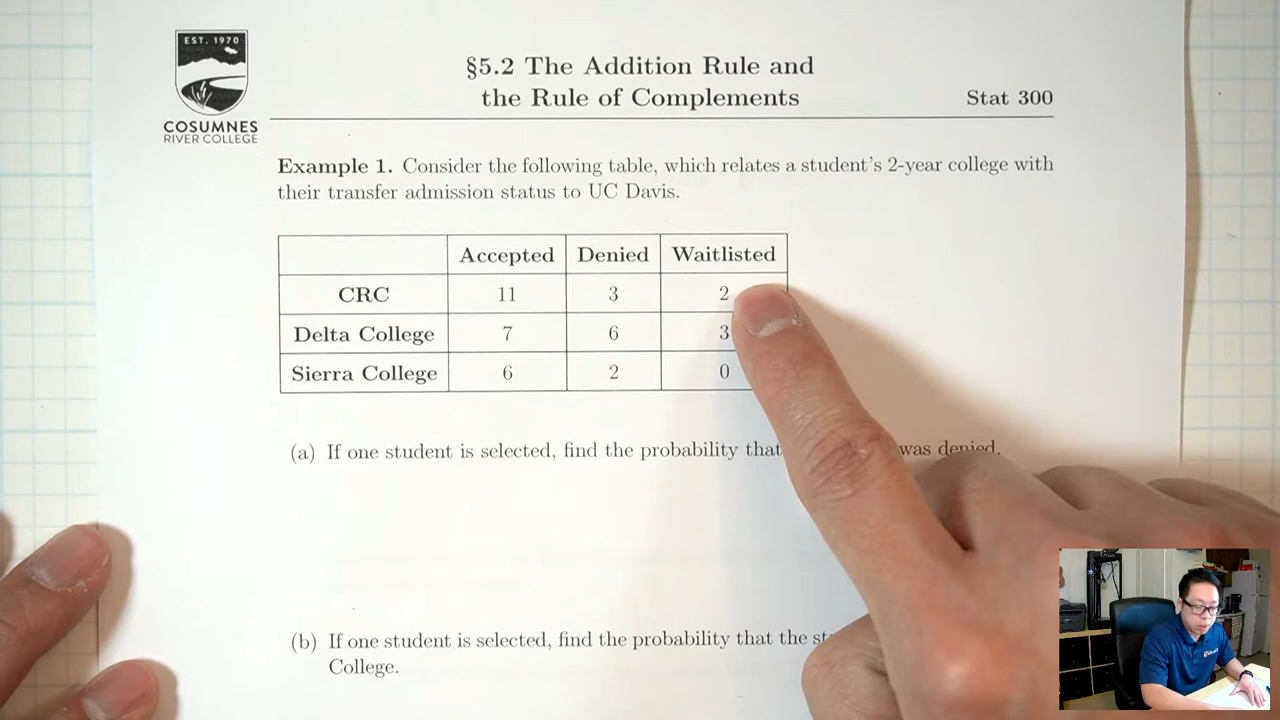 EST. 1970
COSUMNES
RIVER COLLEGE
§5.2 The Addition Rule and
the Rule of Complements
Stat 300
Example 1. Consider the following table, which relates a student's 2-year college with
their transfer admission status to UC Davis.
Accepted Denied Waitlisted
CRC 11 3 2
Delta College 7 6 3
Sierra College 6 2 0
(a) If one student is selected, find the probability that was denied.
(b) If one student is selected, find the probability that the
College.